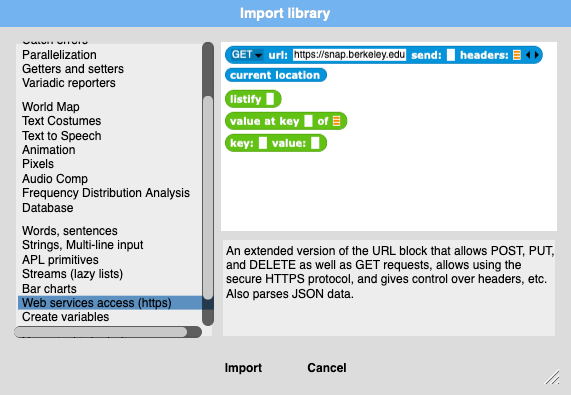 Import library
Catch errors
Parallelization
Getters and setters
Variadic reporters
World Map
Text Costumes
Text to Speech
Animation
Pixels
Audio Comp
Frequency Distribution Analysis
Database
Words, sentences
Strings, Multi-line input
APL primitives
Streams (lazy lists)
Bar charts
Web services access (https)
Create variables
GET url: https://snap.berkeley.edu send: headers:
current location
listify
value at key of
key: value:
An extended version of the URL block that allows POST, PUT,
and DELETE as well as GET requests, allows using the
secure HTTPS protocol, and gives control over headers, etc.
Also parses JSON data.
Import Cancel